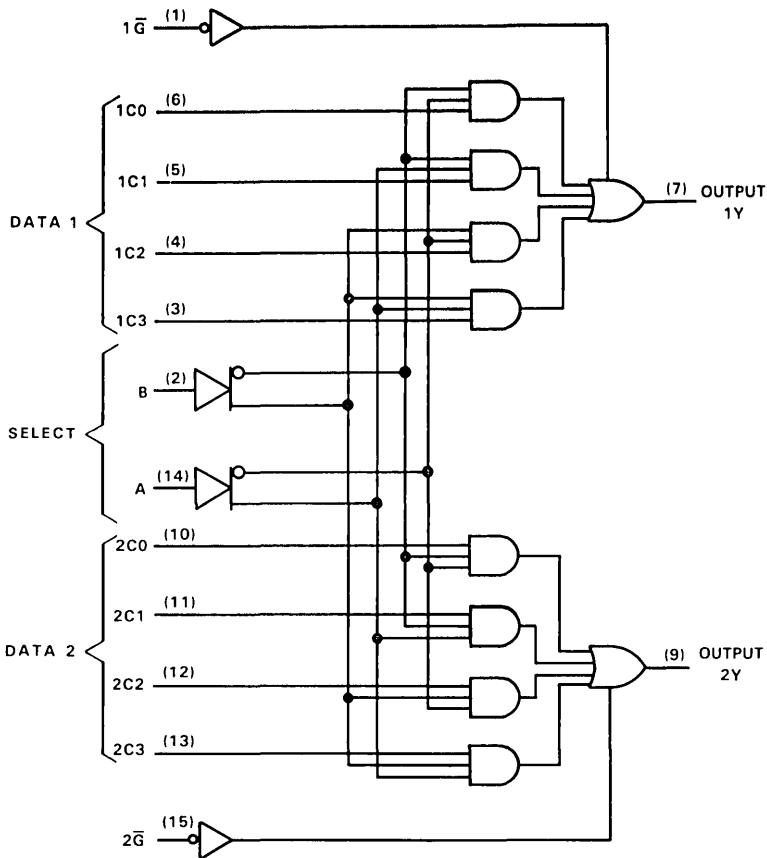 1G̅ (1)
1C0 (6)
1C1 (5)
(7) OUTPUT
1Y
DATA 1
1C2 (4)
1C3 (3)
B (2)
SELECT
A (14)
2C0 (10)
2C1 (11)
DATA 2
(9) OUTPUT
2Y
2C2 (12)
2C3 (13)
2G̅ (15)